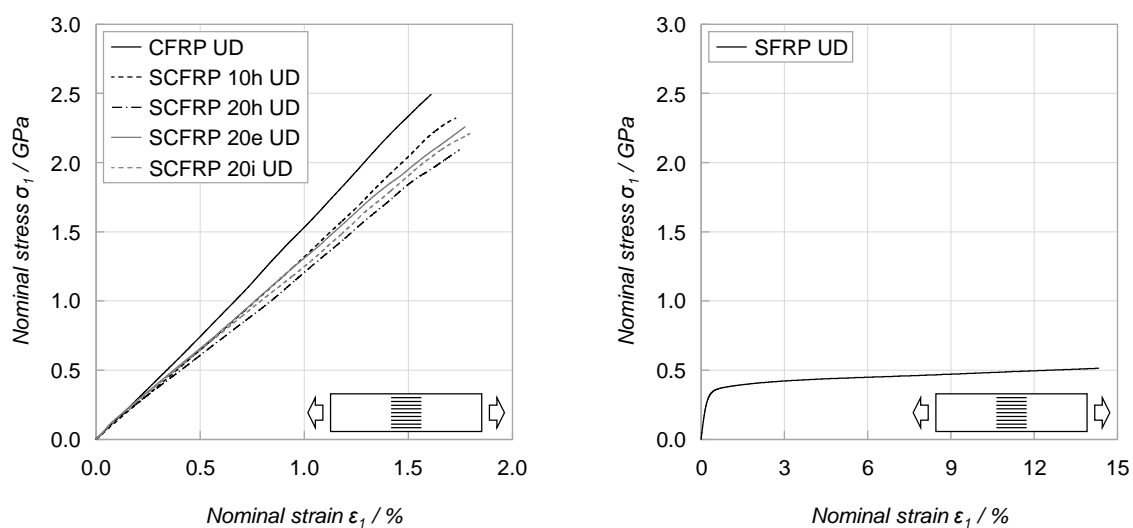 3.0
2.5
2.0
1.5
1.0
0.5
0.0
Nominal stress σ1 / GPa
CFRP UD
SCFRP 10h UD
SCFRP 20h UD
SCFRP 20e UD
SCFRP 20i UD
0.0 0.5 1.0 1.5 2.0
Nominal strain ε1 / %
3.0
2.5
2.0
1.5
1.0
0.5
0.0
Nominal stress σ1 / GPa
SFRP UD
0 3 6 9 12 15
Nominal strain ε1 / %